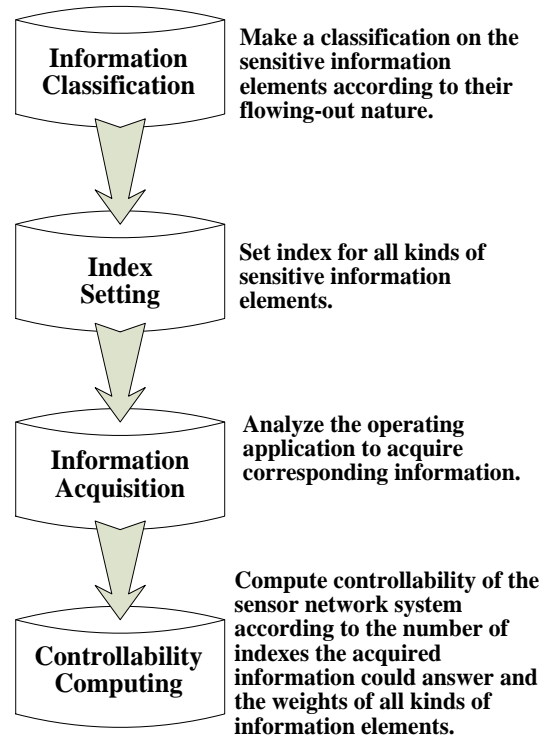 Information
Classification
Make a classification on the
sensitive information
elements according to their
flowing-out nature.
Index
Setting
Set index for all kinds of
sensitive information
elements.
Information
Acquisition
Analyze the operating
application to acquire
corresponding information.
Controllability
Computing
Compute controllability of the
sensor network system
according to the number of
indexes the acquired
information could answer and
the weights of all kinds of
information elements.